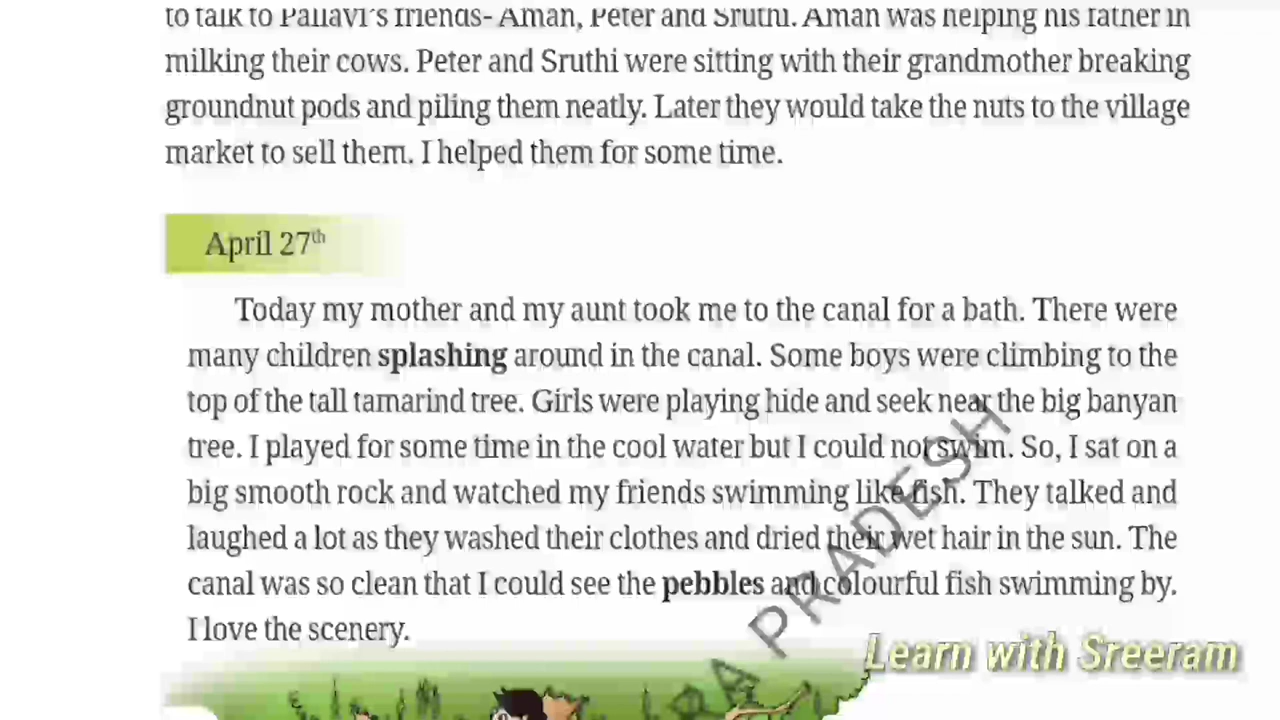 to talk to Pallavi's friends- Aman, Peter and Sruthi. Aman was helping his father in
milking their cows. Peter and Sruthi were sitting with their grandmother breaking
groundnut pods and piling them neatly. Later they would take the nuts to the village
market to sell them. I helped them for some time.
April 27th
Today my mother and my aunt took me to the canal for a bath. There were
many children splashing around in the canal. Some boys were climbing to the
top of the tall tamarind tree. Girls were playing hide and seek near the big banyan
tree. I played for some time in the cool water but I could not swim. So, I sat on a
big smooth rock and watched my friends swimming like fish. They talked and
laughed a lot as they washed their clothes and dried their wet hair in the sun. The
canal was so clean that I could see the pebbles and colourful fish swimming by.
I love the scenery.
RA PRADESH
Learn with Sreeram